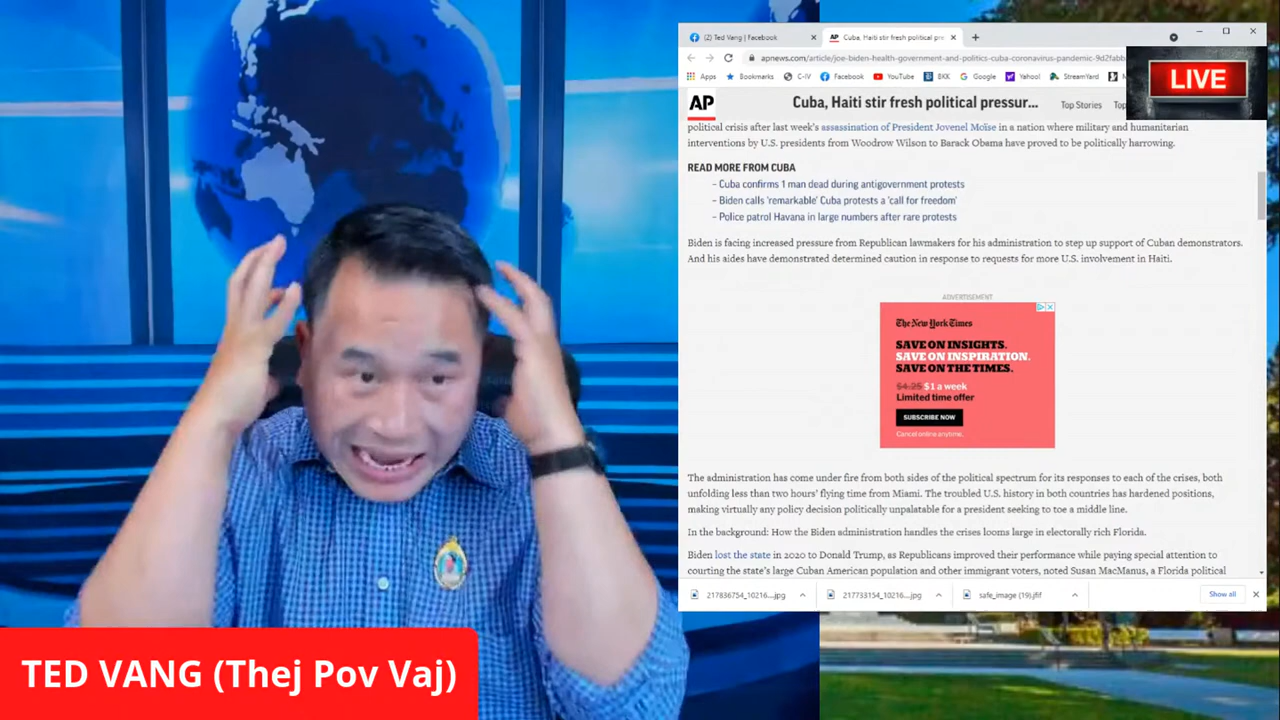 (2) Ted Vang | Facebook
Cuba, Haiti stir fresh political pre
apnews.com/article/joe-biden-health-government-and-politics-cuba-coronavirus-pandemic-9d2fabb
Apps Bookmarks C-IV Facebook YouTube BKK Google Yahoo! StreamYard
LIVE
AP
Cuba, Haiti stir fresh political pressur...
Top Stories
political crisis after last week's assassination of President Jovenel Moïse in a nation where military and humanitarian
interventions by U.S. presidents from Woodrow Wilson to Barack Obama have proved to be politically harrowing.
READ MORE FROM CUBA
– Cuba confirms 1 man dead during antigovernment protests
– Biden calls 'remarkable' Cuba protests a 'call for freedom'
– Police patrol Havana in large numbers after rare protests
Biden is facing increased pressure from Republican lawmakers for his administration to step up support of Cuban demonstrators.
And his aides have demonstrated determined caution in response to requests for more U.S. involvement in Haiti.
ADVERTISEMENT
The New York Times
SAVE ON INSIGHTS.
SAVE ON INSPIRATION.
SAVE ON THE TIMES.
$4.25 $1 a week
Limited time offer
SUBSCRIBE NOW
Cancel online anytime.
The administration has come under fire from both sides of the political spectrum for its responses to each of the crises, both
unfolding less than two hours' flying time from Miami. The troubled U.S. history in both countries has hardened positions,
making virtually any policy decision politically unpalatable for a president seeking to toe a middle line.
In the background: How the Biden administration handles the crises looms large in electorally rich Florida.
Biden lost the state in 2020 to Donald Trump, as Republicans improved their performance while paying special attention to
courting the state's large Cuban American population and other immigrant voters, noted Susan MacManus, a Florida political
217836754_10216....jpg
217733154_10216....jpg
safe_image (19).jfif
Show all
TED VANG (Thej Pov Vaj)